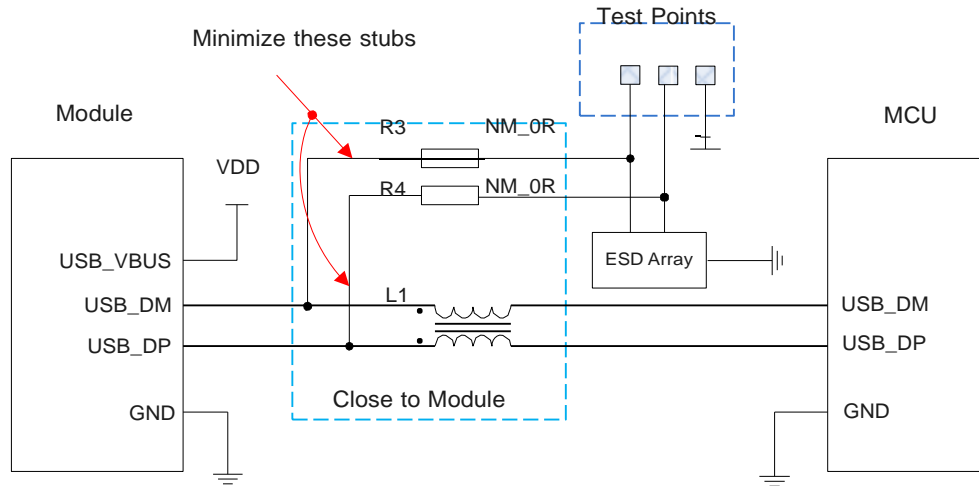 Test Points
Minimize these stubs
Module
MCU
R3
NM_0R
VDD
R4
NM_0R
USB_VBUS
ESD Array
USB_DM
L1
USB_DM
USB_DP
USB_DP
Close to Module
GND
GND